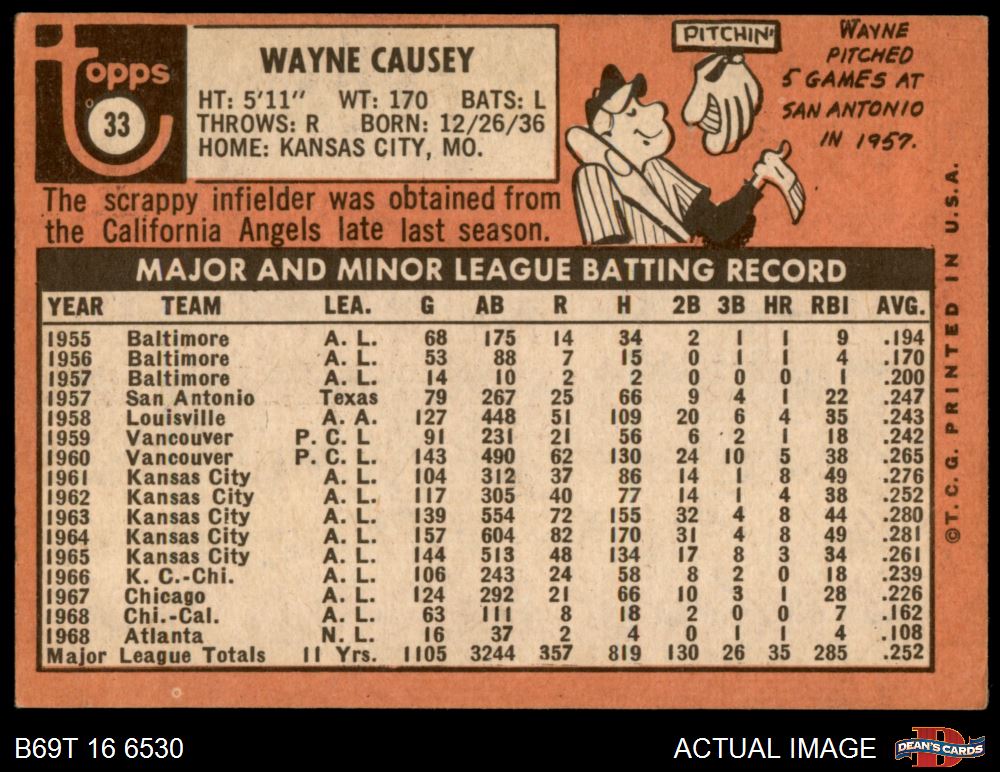 topps
33
WAYNE CAUSEY
HT: 5'11" WT: 170 BATS: L
THROWS: R BORN: 12/26/36
HOME: KANSAS CITY, MO.
PITCHIN'
WAYNE
PITCHED
5 GAMES AT
SAN ANTONIO
IN 1957.
The scrappy infielder was obtained from
the California Angels late last season.
MAJOR AND MINOR LEAGUE BATTING RECORD
YEAR TEAM LEA. G AB R H 2B 3B HR RBI AVG.
1955 Baltimore A. L. 68 175 14 34 2 1 1 9 .194
1956 Baltimore A. L. 53 88 7 15 0 1 1 4 .170
1957 Baltimore A. L. 14 10 2 2 0 0 0 1 .200
1957 San Antonio Texas 79 267 25 66 9 4 1 22 .247
1958 Louisville A. A. 127 448 51 109 20 6 4 35 .243
1959 Vancouver P. C. L 91 231 21 56 6 2 1 18 .242
1960 Vancouver P. C. L. 143 490 62 130 24 10 5 38 .265
1961 Kansas City A. L. 104 312 37 86 14 1 8 49 .276
1962 Kansas City A. L. 117 305 40 77 14 1 4 38 .252
1963 Kansas City A. L. 139 554 72 155 32 4 8 44 .280
1964 Kansas City A. L. 157 604 82 170 31 4 8 49 .281
1965 Kansas City A. L. 144 513 48 134 17 8 3 34 .261
1966 K. C.-Chi. A. L. 106 243 24 58 8 2 0 18 .239
1967 Chicago A. L. 124 292 21 66 10 3 1 28 .226
1968 Chi.-Cal. A. L. 63 111 8 18 2 0 0 7 .162
1968 Atlanta N. L. 16 37 2 4 0 1 1 4 .108
Major League Totals 11 Yrs. 1105 3244 357 819 130 26 35 285 .252
© T. C. G. PRINTED IN U.S.A.
B69T 16 6530
ACTUAL IMAGE
D
DEAN'S CARDS